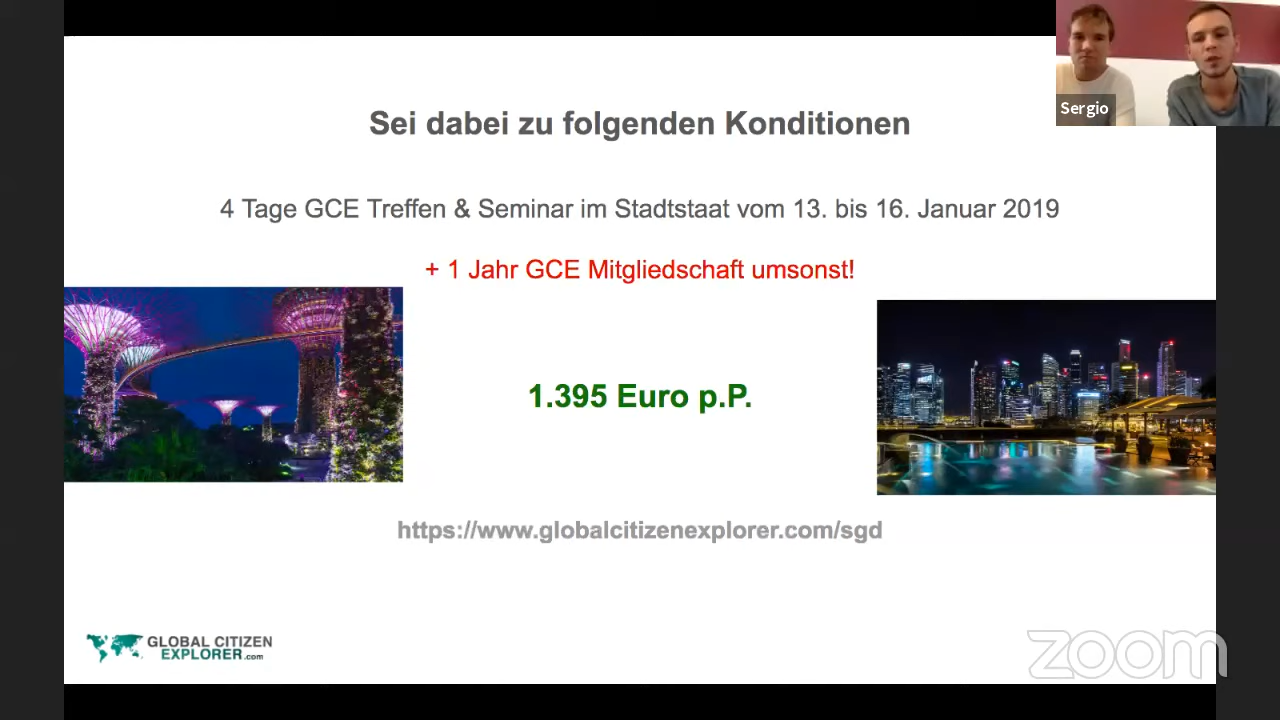 Sergio
Sei dabei zu folgenden Konditionen
4 Tage GCE Treffen & Seminar im Stadtstaat vom 13. bis 16. Januar 2019
+ 1 Jahr GCE Mitgliedschaft umsonst!
1.395 Euro p.P.
https://www.globalcitizenexplorer.com/sgd
GLOBAL CITIZEN
EXPLORER.com
zoom